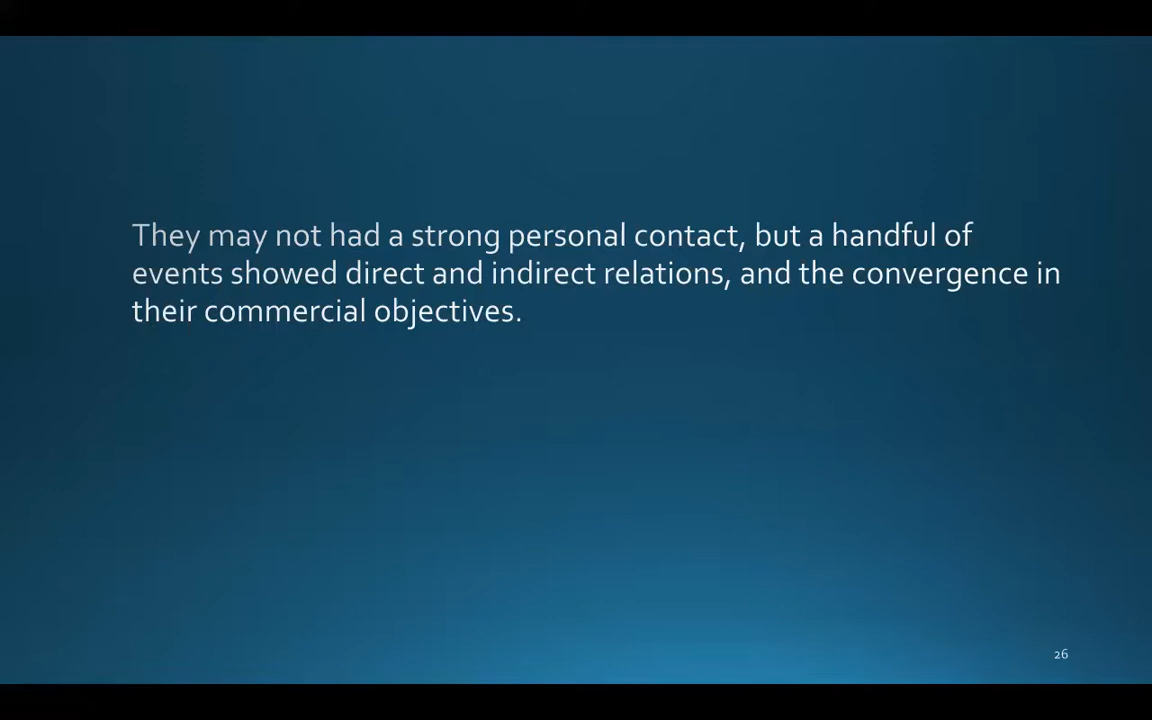 They may not had a strong personal contact, but a handful of
events showed direct and indirect relations, and the convergence in
their commercial objectives.
26